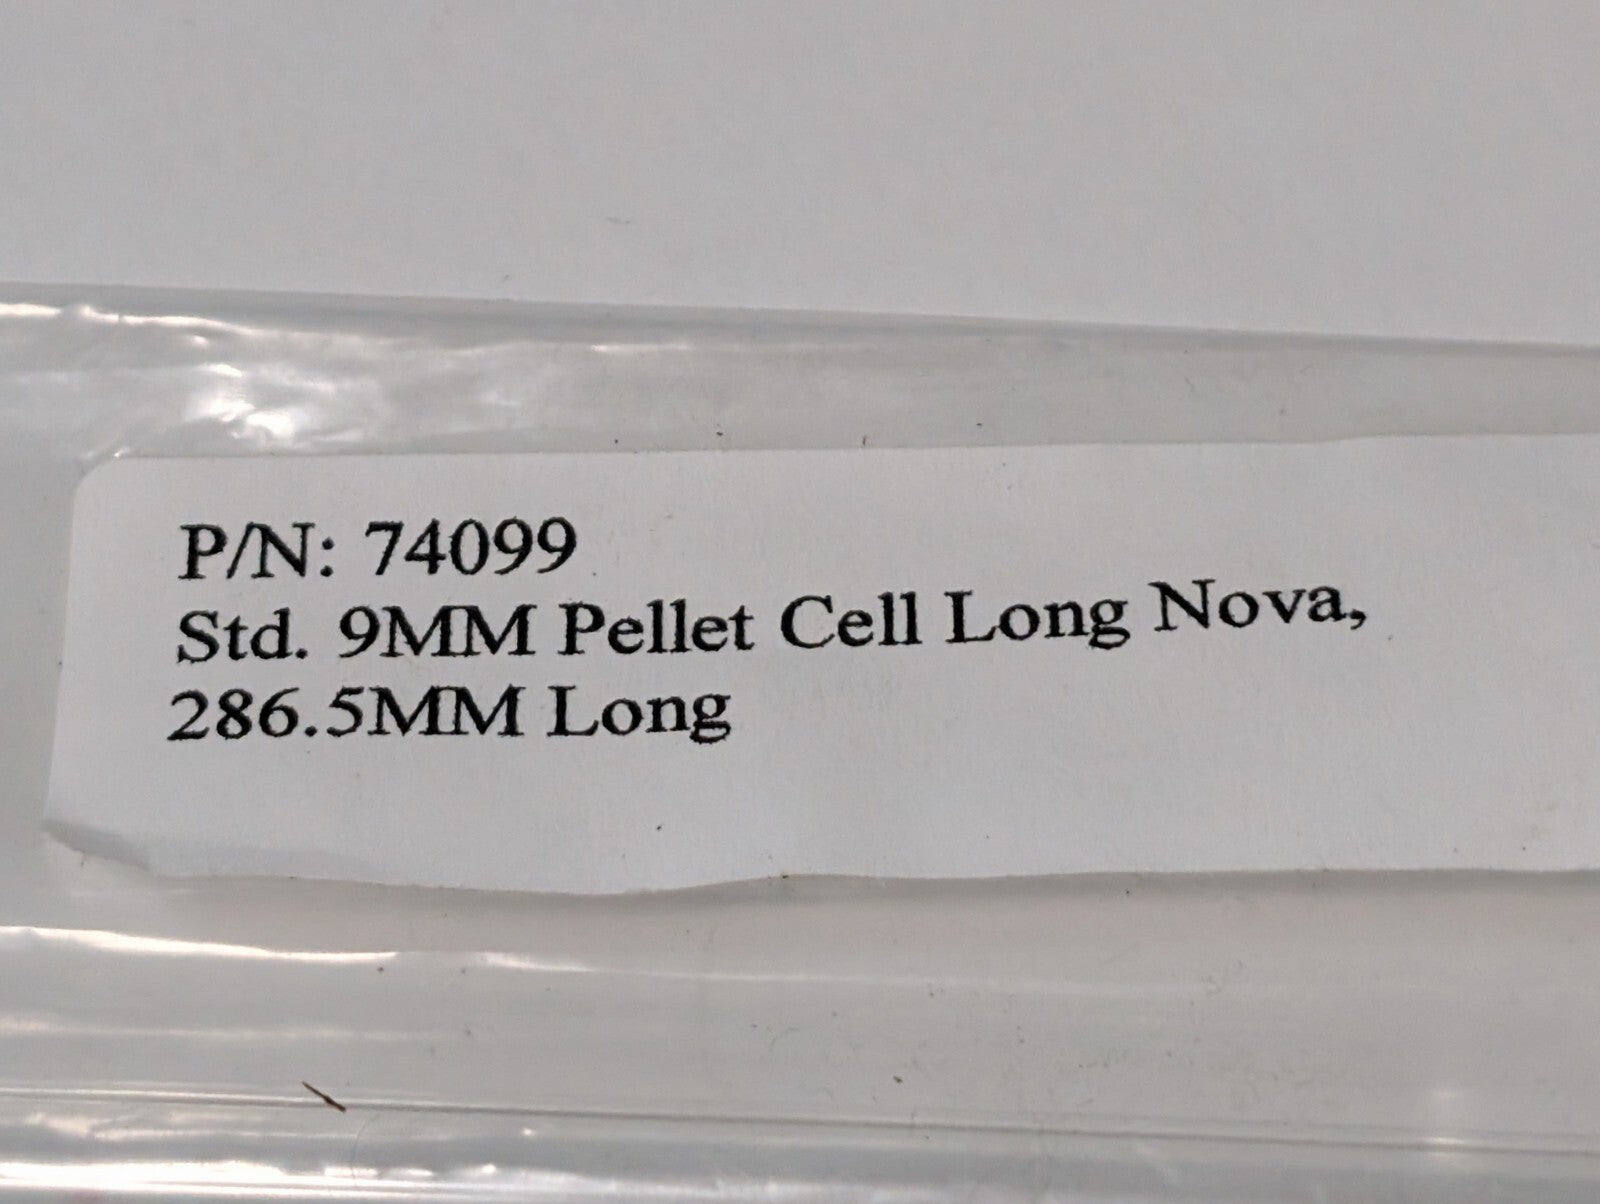 P/N: 74099
Std. 9MM Pellet Cell Long Nova,
286.5MM Long